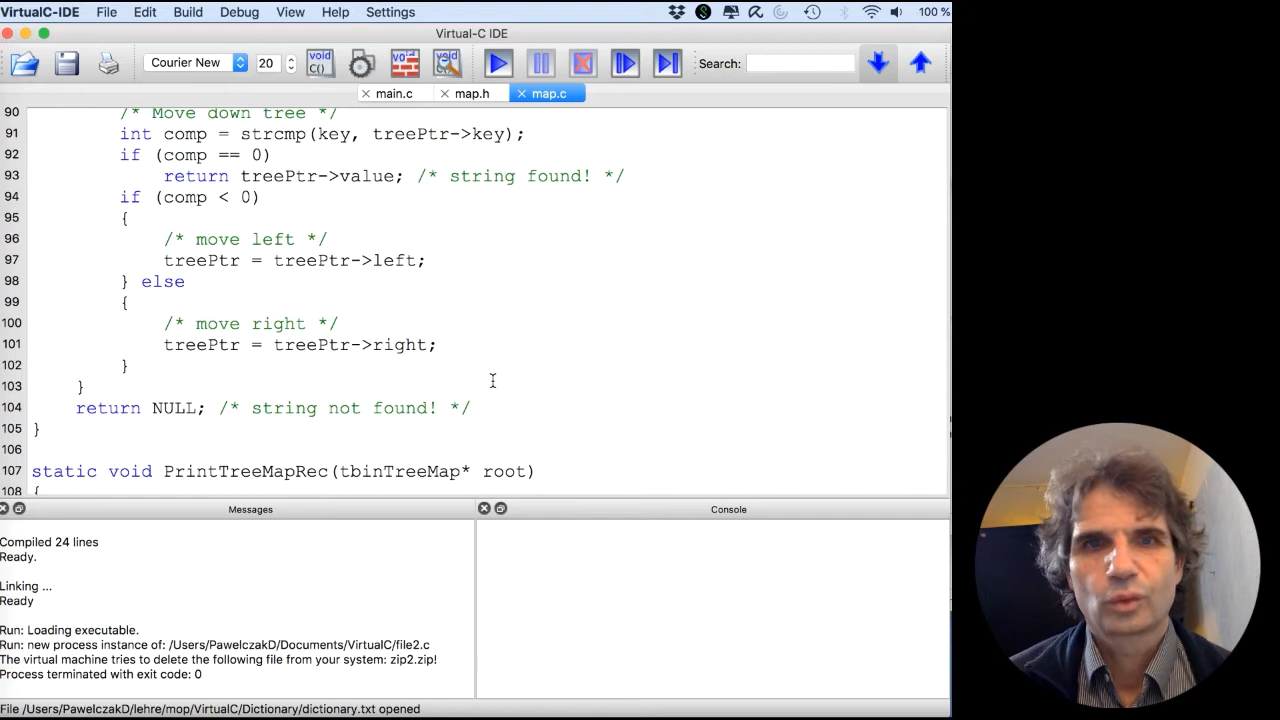 VirtualC-IDE File Edit Build Debug View Help Settings 100 %
Virtual-C IDE
Courier New 20 void C() Search:
main.c map.h map.c
90 /* Move down tree */
91 int comp = strcmp(key, treePtr->key);
92 if (comp == 0)
93 return treePtr->value; /* string found! */
94 if (comp < 0)
95 {
96 /* move left */
97 treePtr = treePtr->left;
98 } else
99 {
100 /* move right */
101 treePtr = treePtr->right;
102 }
103 }
104 return NULL; /* string not found! */
105 }
106
107 static void PrintTreeMapRec(tbinTreeMap* root)
108 {
Messages Console
Compiled 24 lines
Ready.
Linking ...
Ready
Run: Loading executable.
Run: new process instance of: /Users/PawelczakD/Documents/VirtualC/file2.c
The virtual machine tries to delete the following file from your system: zip2.zip!
Process terminated with exit code: 0
File /Users/PawelczakD/lehre/mop/VirtualC/Dictionary/dictionary.txt opened